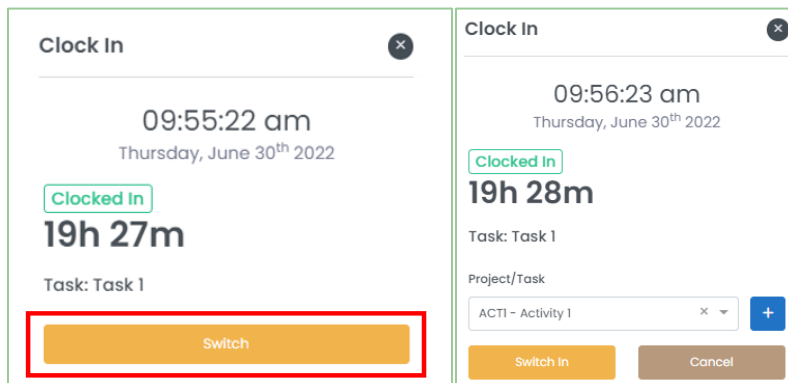 Clock In
09:55:22 am
Thursday, June 30th 2022
Clocked In
19h 27m
Task: Task 1
Switch
Clock In
09:56:23 am
Thursday, June 30th 2022
Clocked In
19h 28m
Task: Task 1
Project/Task
ACT1 - Activity 1
Switch In
Cancel